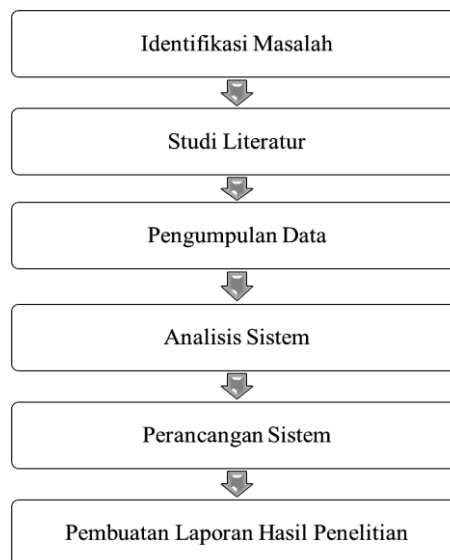 Identifikasi Masalah
Studi Literatur
Pengumpulan Data
Analisis Sistem
Perancangan Sistem
Pembuatan Laporan Hasil Penelitian